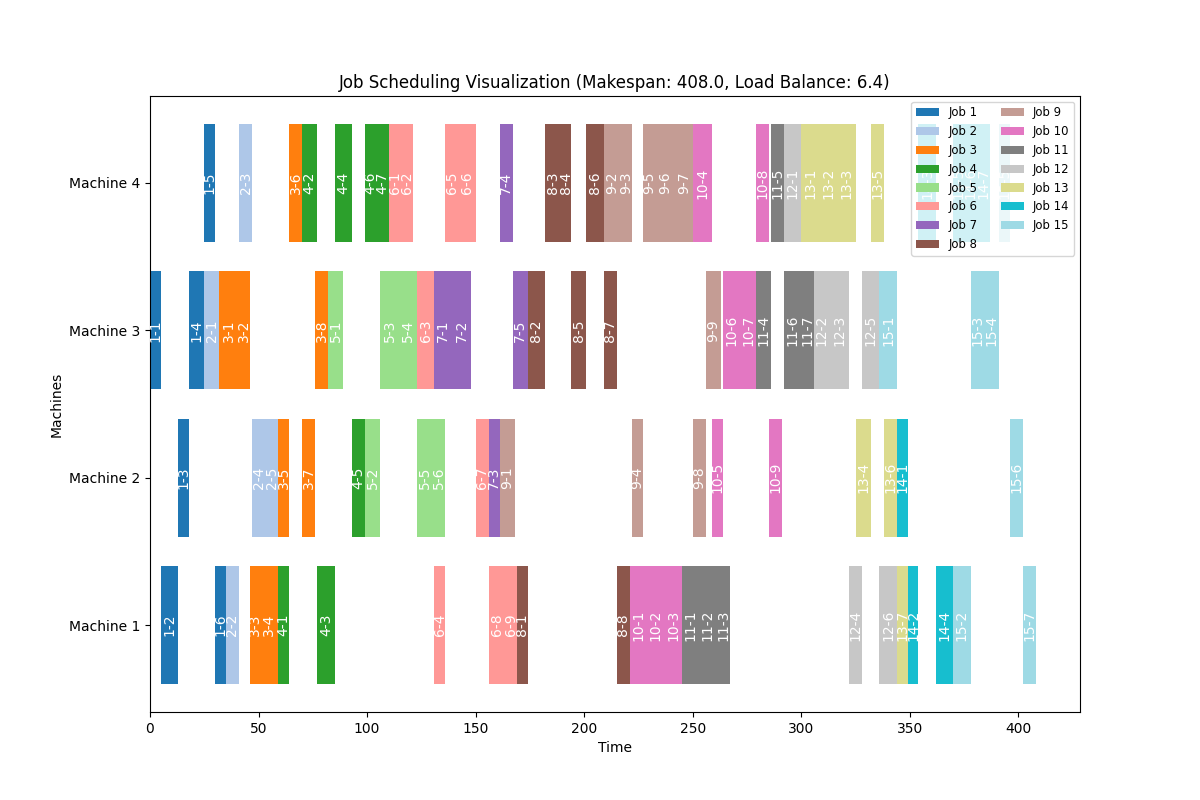 Job Scheduling Visualization (Makespan: 408.0, Load Balance: 6.4)
Machine 4
1-5 2-3 3-6 4-2 4-4 4-6 4-7 6-1 6-2 6-5 6-6 7-4 8-3 8-4 8-6 9-2 9-3 9-5 9-6 9-7 10-4 10-8 11-5 12-1 13-1 13-2 13-3 13-5
Job 1
Job 2
Job 3
Job 4
Job 5
Job 6
Job 7
Job 8
Job 9
Job 10
Job 11
Job 12
Job 13
Job 14
Job 15
Machine 3
1-1 1-4 2-1 3-1 3-2 3-8 5-1 5-3 5-4 6-3 7-1 7-2 7-5 8-2 8-5 8-7 9-9 10-6 10-7 11-4 11-6 11-7 12-2 12-3 12-5 15-1 15-3 15-4
Machines
Machine 2
1-3 2-4 2-5 3-5 3-7 4-5 5-2 5-5 5-6 6-7 7-3 9-1 9-4 9-8 10-5 10-9 13-4 13-6 14-1 15-6
Machine 1
1-2 1-6 2-2 3-3 3-4 4-1 4-3 6-4 6-8 6-9 8-1 8-8 10-1 10-2 10-3 11-1 11-2 11-3 12-4 12-6 13-7 14-2 14-4 15-2 15-7
0 50 100 150 200 250 300 350 400
Time